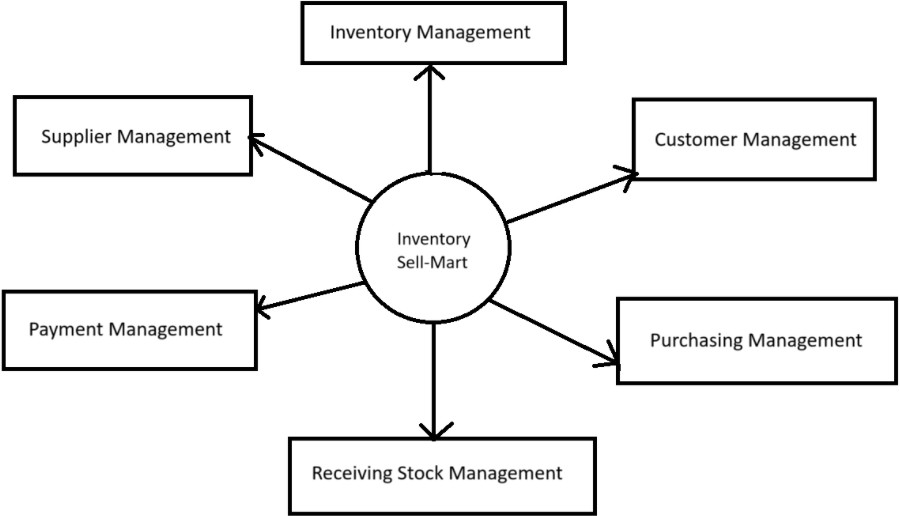 Inventory Management
Supplier Management
Customer Management
Inventory
Sell-Mart
Payment Management
Purchasing Management
Receiving Stock Management